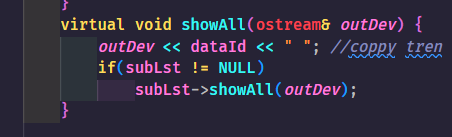 }
virtual void showAll(ostream& outDev) {
outDev << dataId << " "; //coppy tren
if(subLst != NULL)
subLst->showAll(outDev);
}